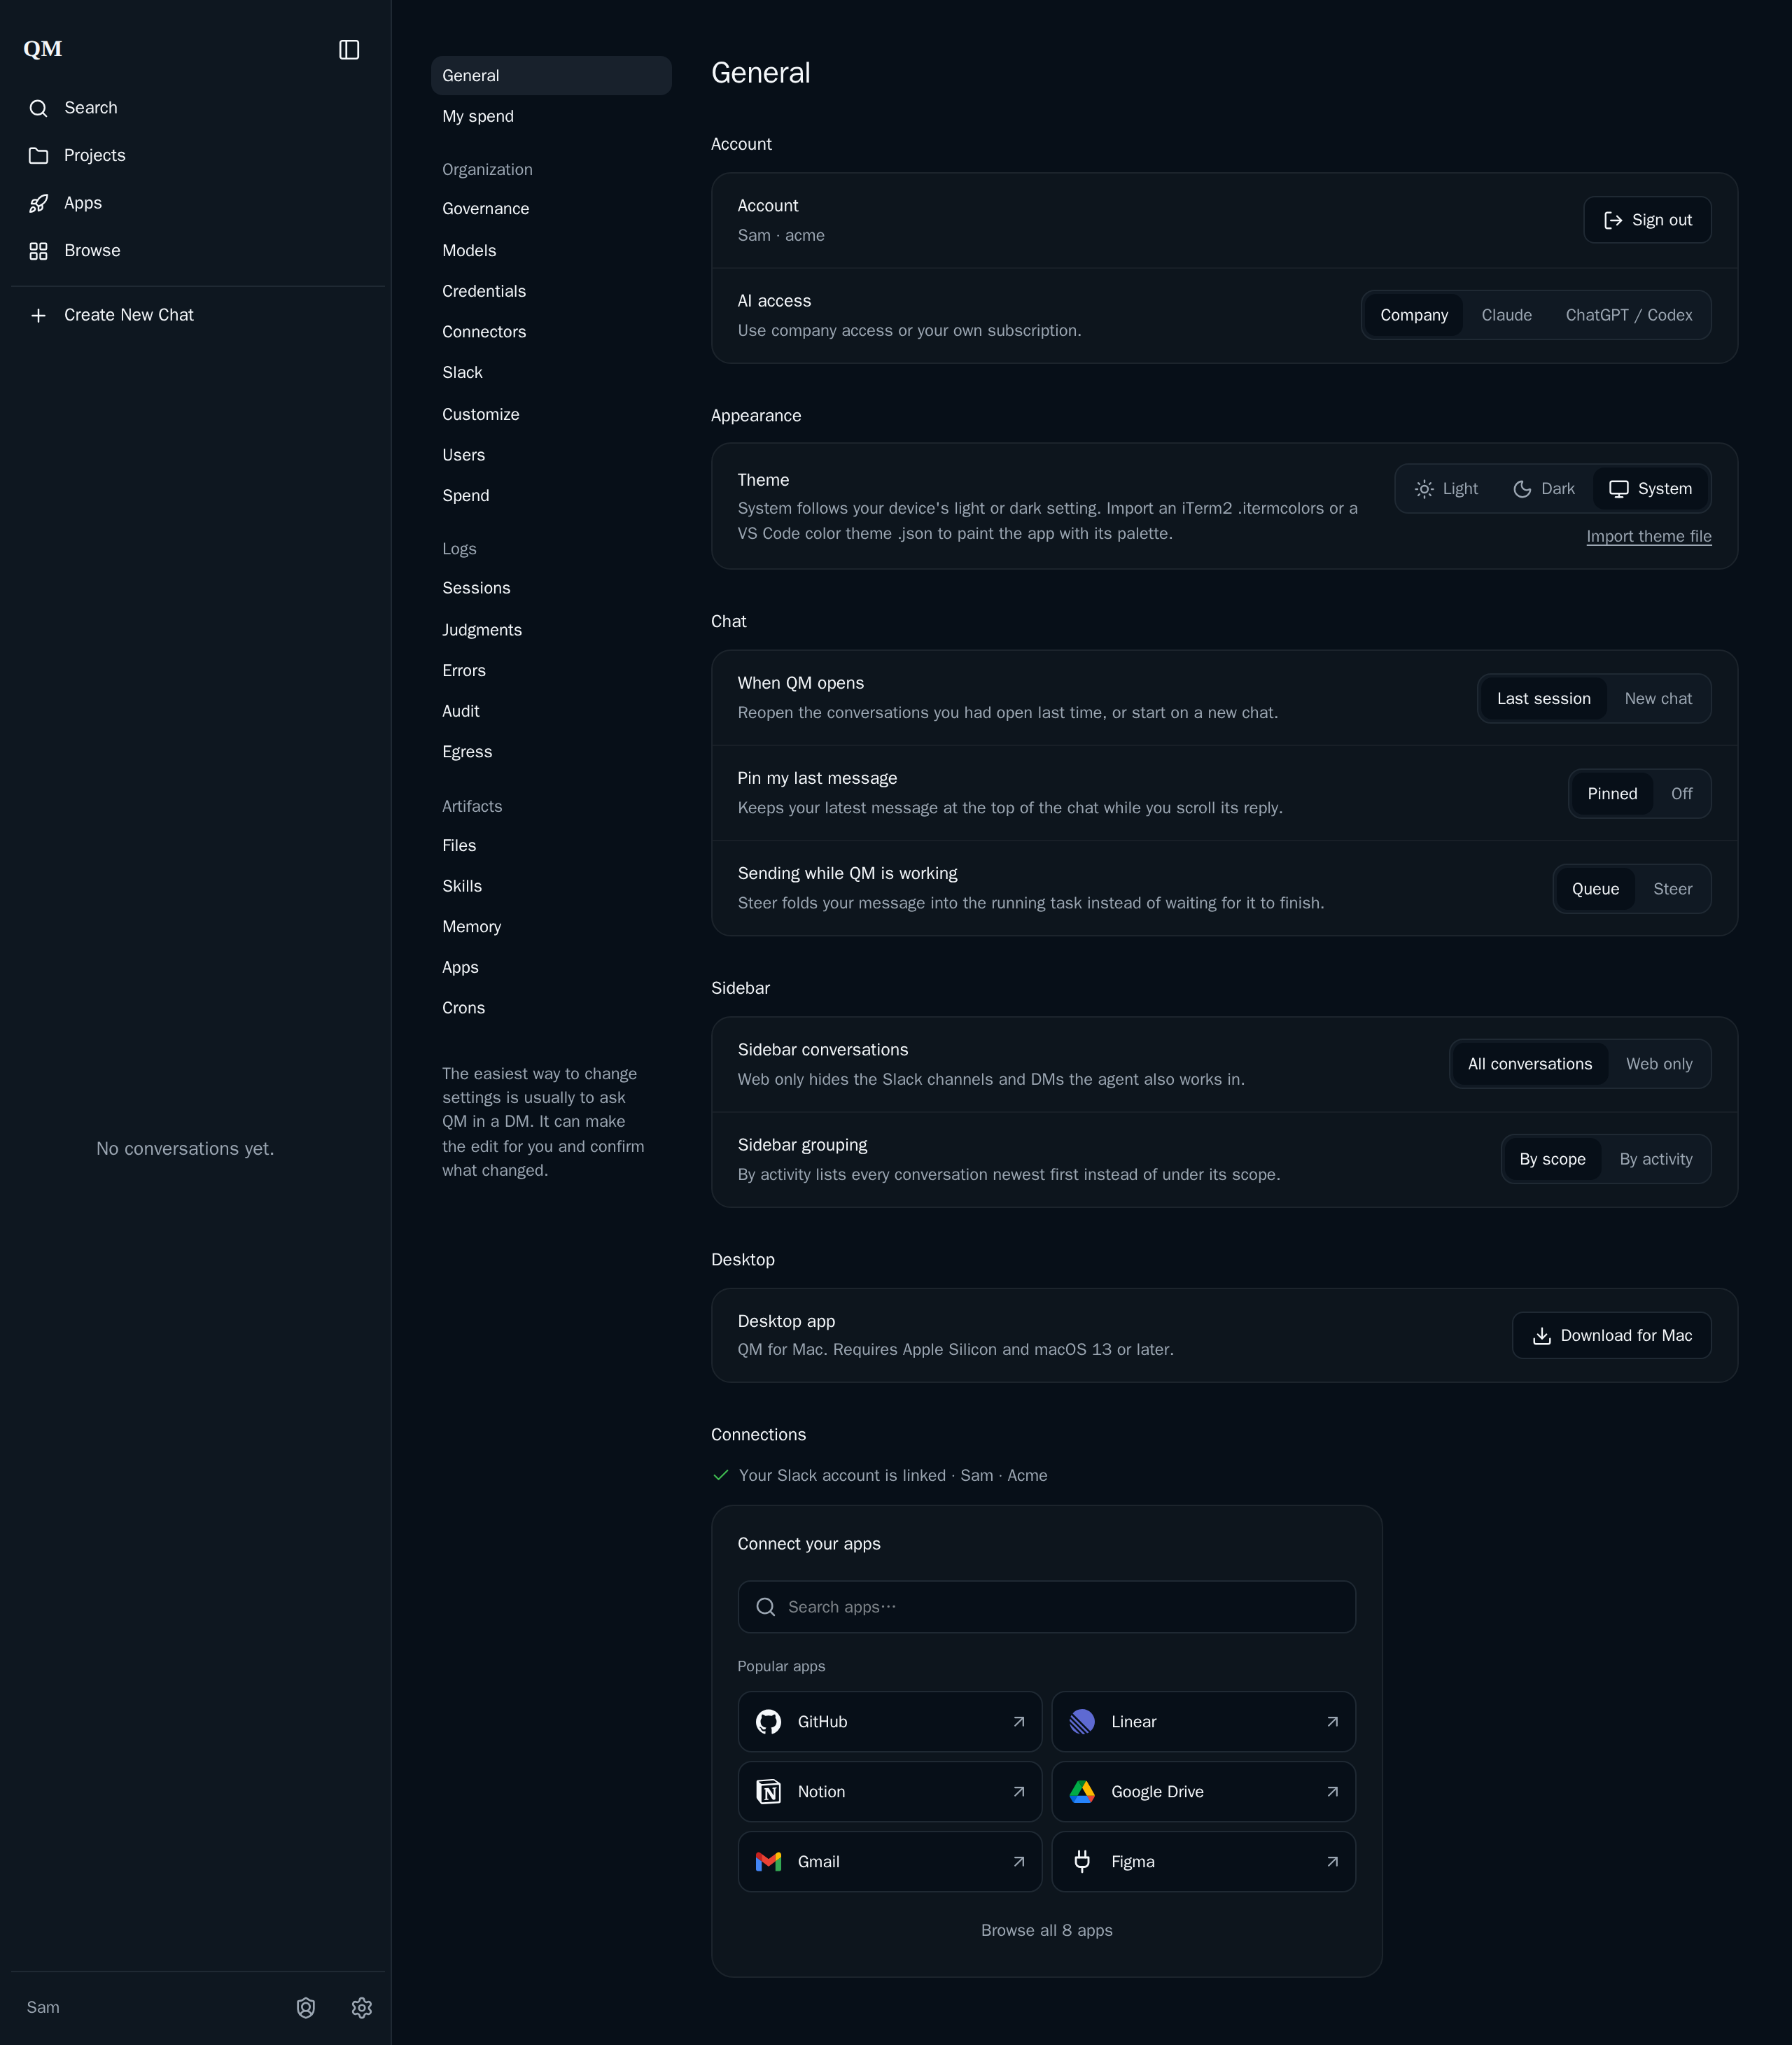 QM
Search
Projects
Apps
Browse
Create New Chat
No conversations yet.
Sam
General
My spend
Organization
Governance
Models
Credentials
Connectors
Slack
Customize
Users
Spend
Logs
Sessions
Judgments
Errors
Audit
Egress
Artifacts
Files
Skills
Memory
Apps
Crons
The easiest way to change
settings is usually to ask
QM in a DM. It can make
the edit for you and confirm
what changed.
General
Account
Account
Sam · acme
Sign out
AI access
Use company access or your own subscription.
Company Claude ChatGPT / Codex
Appearance
Theme
System follows your device's light or dark setting. Import an iTerm2 .itermcolors or a
VS Code color theme .json to paint the app with its palette.
Light Dark System
Import theme file
Chat
When QM opens
Reopen the conversations you had open last time, or start on a new chat.
Last session New chat
Pin my last message
Keeps your latest message at the top of the chat while you scroll its reply.
Pinned Off
Sending while QM is working
Steer folds your message into the running task instead of waiting for it to finish.
Queue Steer
Sidebar
Sidebar conversations
Web only hides the Slack channels and DMs the agent also works in.
All conversations Web only
Sidebar grouping
By activity lists every conversation newest first instead of under its scope.
By scope By activity
Desktop
Desktop app
QM for Mac. Requires Apple Silicon and macOS 13 or later.
Download for Mac
Connections
Your Slack account is linked · Sam · Acme
Connect your apps
Search apps…
Popular apps
GitHub
Linear
Notion
Google Drive
Gmail
Figma
Browse all 8 apps